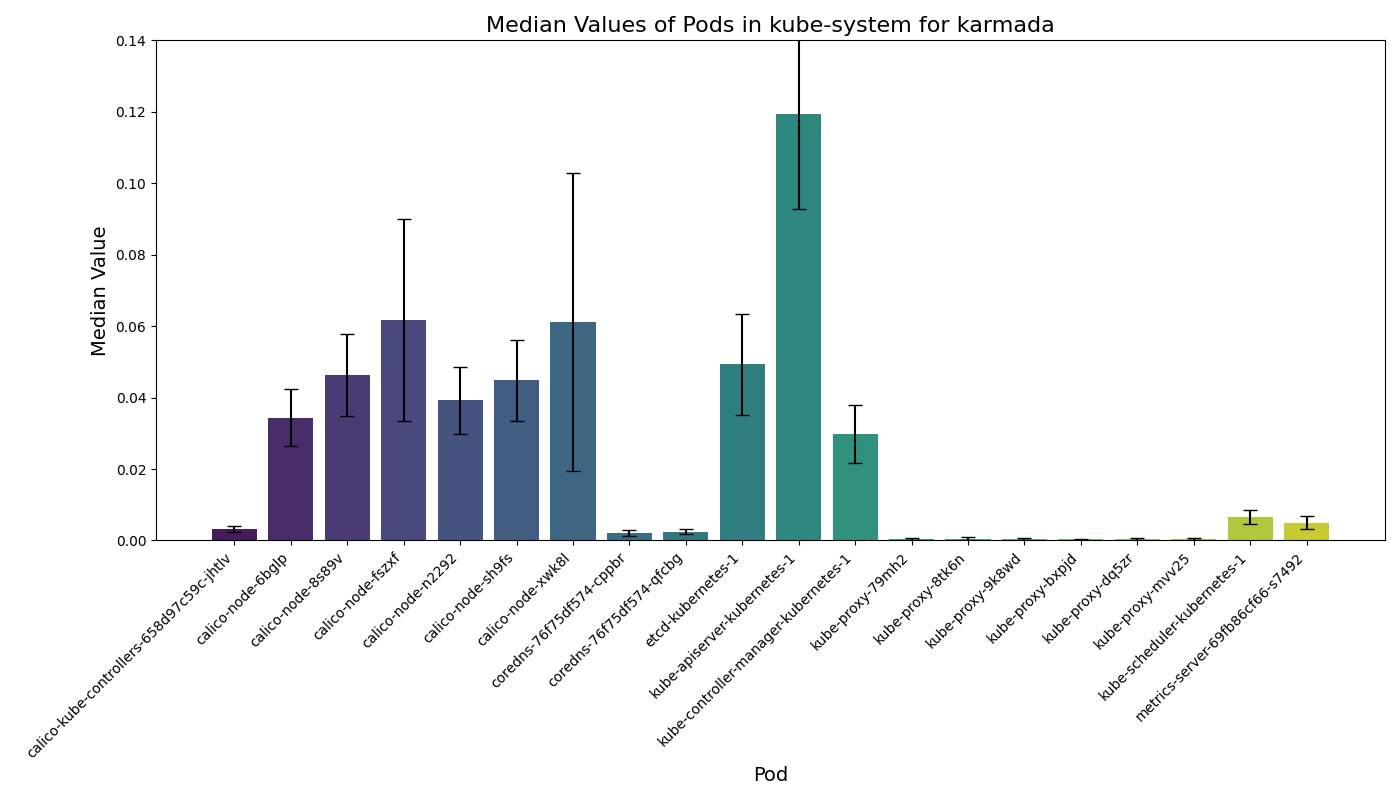 Median Values of Pods in kube-system for karmada
Median Value
0.14
0.12
0.10
0.08
0.06
0.04
0.02
0.00
calico-kube-controllers-658d97c59c-jhtlv
calico-node-6bglp
calico-node-8s89v
calico-node-fszxf
calico-node-n2292
calico-node-sh9fs
calico-node-xwk8l
coredns-76f75df574-cppbr
coredns-76f75df574-qfcbg
etcd-kubernetes-1
kube-apiserver-kubernetes-1
kube-controller-manager-kubernetes-1
kube-proxy-79mh2
kube-proxy-8tk6n
kube-proxy-9k8wd
kube-proxy-bxpjd
kube-proxy-dq5zr
kube-proxy-mvv25
kube-scheduler-kubernetes-1
metrics-server-69fb86cf66-s7492
Pod